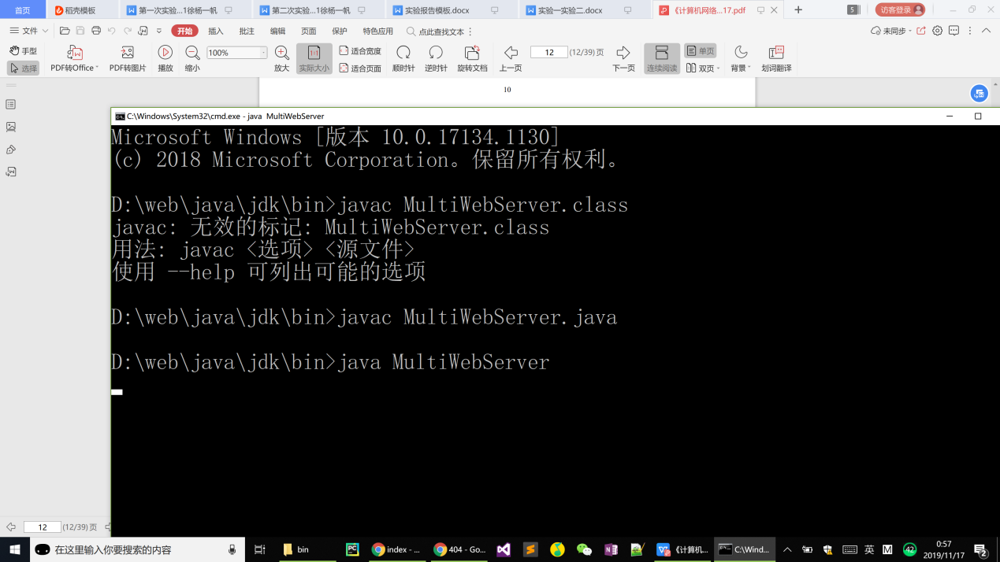 首页
稻壳模板
第一次实验...1徐杨一帆
第二次实验...1徐杨一帆
实验报告模板.docx
实验一实验二.docx
《计算机网络...17.pdf
5
访客登录
文件
开始
插入
批注
编辑
页面
保护
特色应用
点此查找文本
未同步
手型
选择
PDF转Office
PDF转图片
播放
缩小
100%
放大
1:1
实际大小
适合宽度
适合页面
顺时针
逆时针
旋转文档
上一页
12
(12/39)页
下一页
连续阅读
单页
双页
背景
划词翻译
10
C:\Windows\System32\cmd.exe - java MultiWebServer
Microsoft Windows [版本 10.0.17134.1130]
(c) 2018 Microsoft Corporation。保留所有权利。
D:\web\java\jdk\bin>javac MultiWebServer.class
javac: 无效的标记: MultiWebServer.class
用法: javac <选项> <源文件>
使用 --help 可列出可能的选项
D:\web\java\jdk\bin>javac MultiWebServer.java
D:\web\java\jdk\bin>java MultiWebServer
12
(12/39)页
在这里输入你要搜索的内容
bin
PC
index - ...
404 - Go...
《计算机...
C:\Wind...
英
M
42
0:57
2019/11/17
2